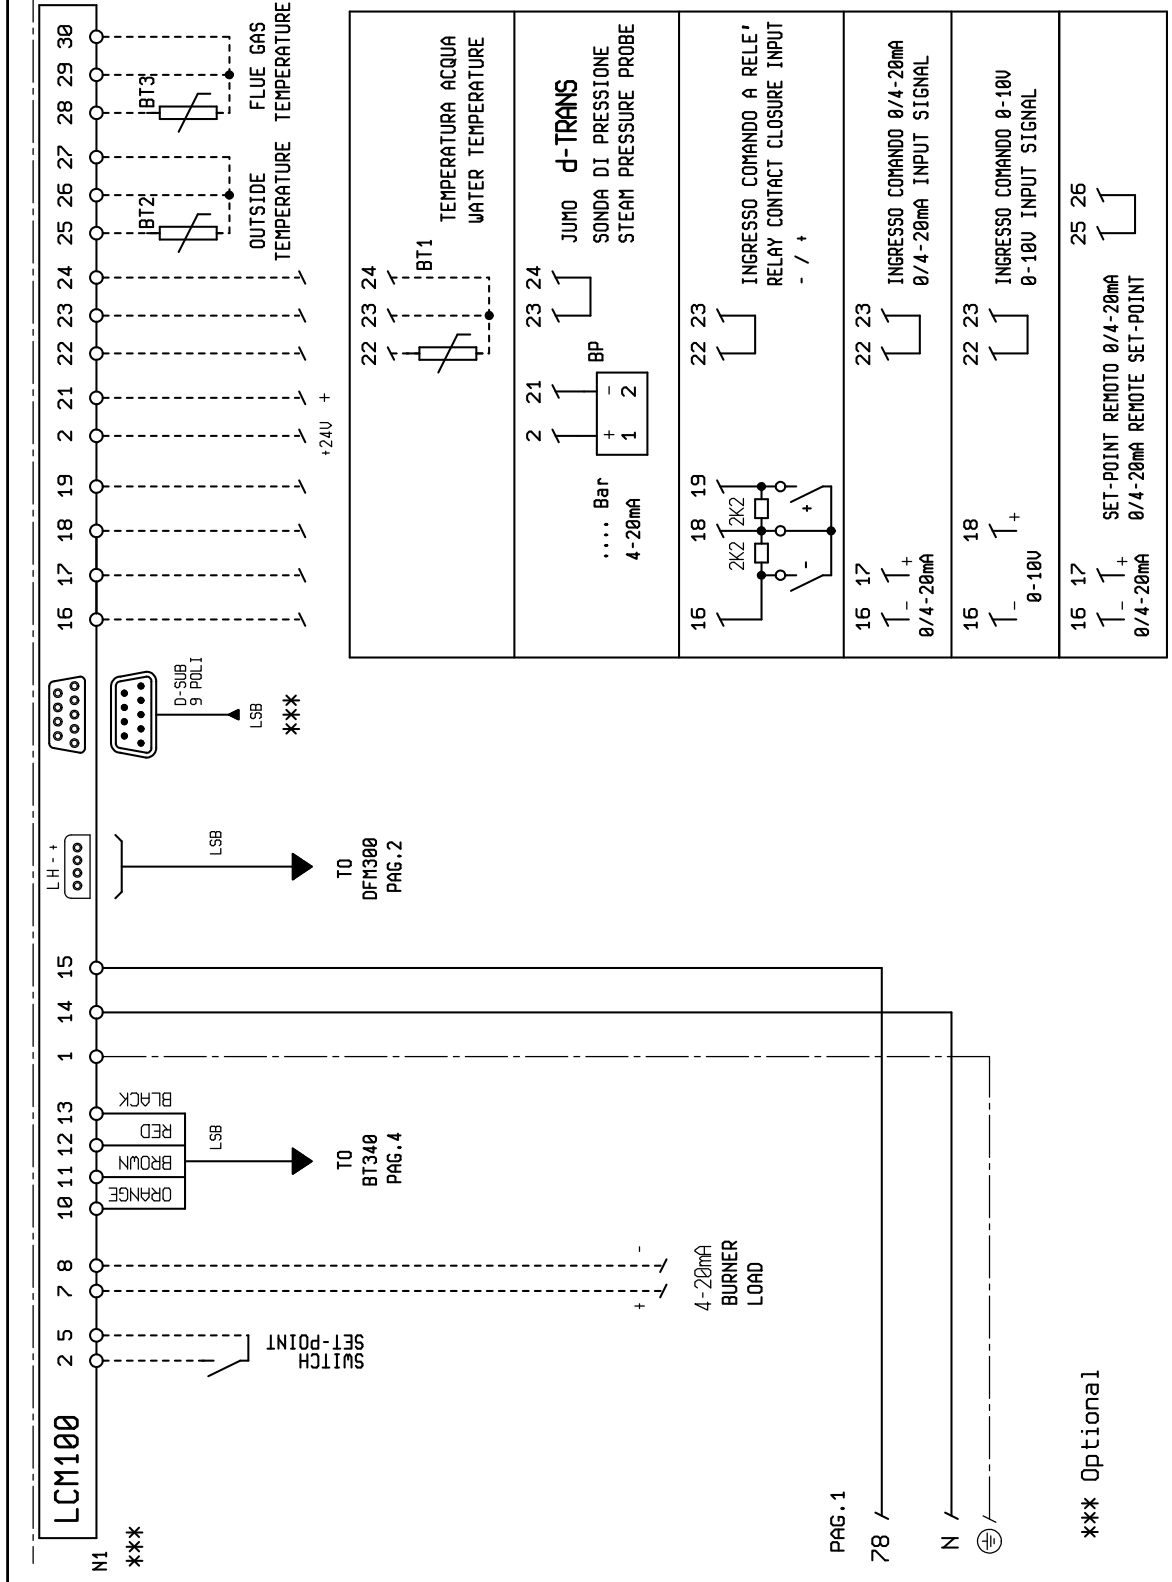 LCM100
N1
***
2 5 7 8 10 11 12 13 1 14 15
L H - +
16 17 18 19 2 21 22 23 24 25 26 27 28 29 30
SWITCH
SET-POINT
+ -
4-20mA
BURNER
LOAD
ORANGE
BROWN
RED
BLACK
LSB
TO
BT340
PAG.4
LSB
TO
DFM300
PAG.2
D-SUB
9 POLI
LSB
***
+24V +
BT2
OUTSIDE
TEMPERATURE
BT3
FLUE GAS
TEMPERATURE
PAG.1
78
N
*** Optional
22 23 24
BT1
TEMPERATURA ACQUA
WATER TEMPERATURE
.... Bar
4-20mA
2 21
+ -
1 2
BP
23 24
JUMO d-TRANS
SONDA DI PRESSIONE
STEAM PRESSURE PROBE
16 18 19
2K2 2K2
- +
22 23
INGRESSO COMANDO A RELE'
RELAY CONTACT CLOSURE INPUT
- / +
16 17
- +
0/4-20mA
22 23
INGRESSO COMANDO 0/4-20mA
0/4-20mA INPUT SIGNAL
16 18
- +
0-10V
22 23
INGRESSO COMANDO 0-10V
0-10V INPUT SIGNAL
16 17
- +
0/4-20mA
SET-POINT REMOTO 0/4-20mA
0/4-20mA REMOTE SET-POINT
25 26